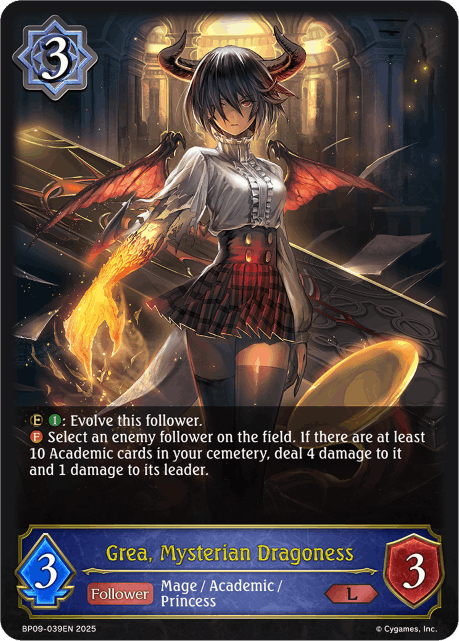 3
E 1: Evolve this follower.
F Select an enemy follower on the field. If there are at least
10 Academic cards in your cemetery, deal 4 damage to it
and 1 damage to its leader.
Grea, Mysterian Dragoness
3
Follower
Mage / Academic /
Princess
L
3
BP09-039EN 2025
© Cygames, Inc.